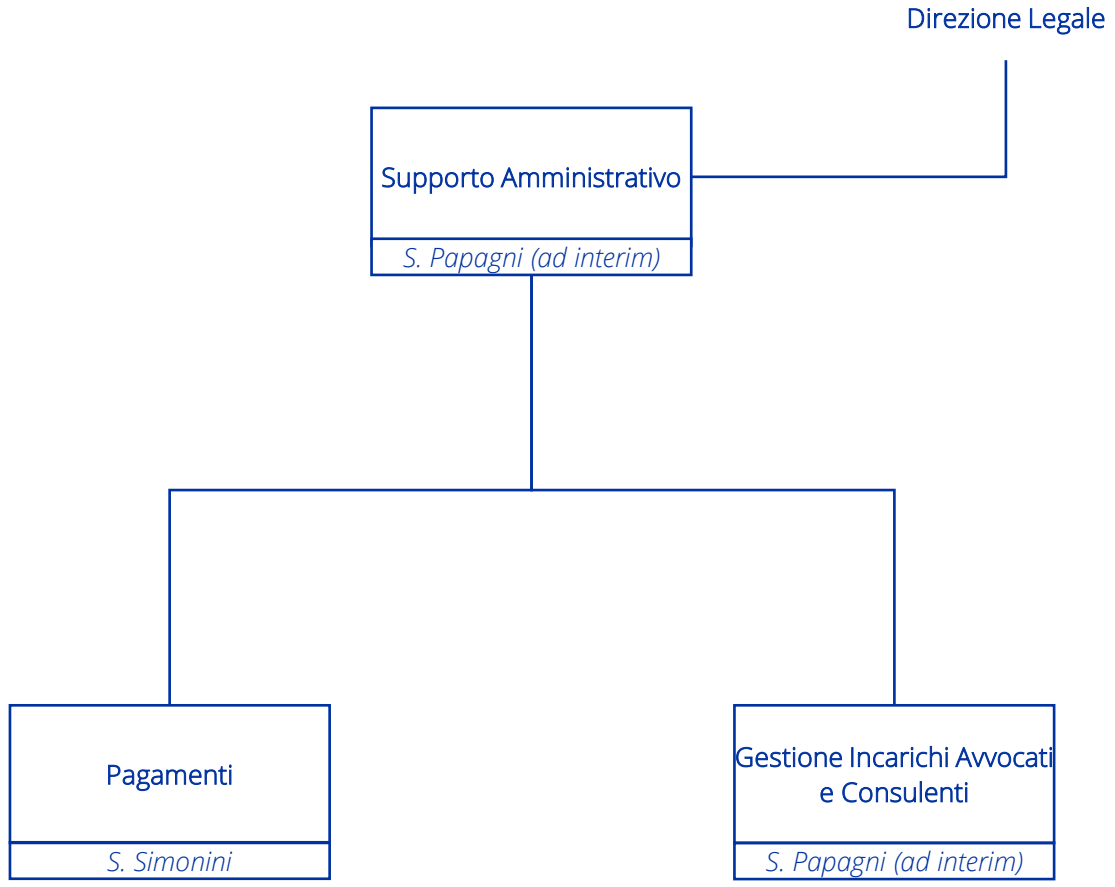 Direzione Legale
Supporto Amministrativo
S. Papagni (ad interim)
Pagamenti
S. Simonini
Gestione Incarichi Avvocati
e Consulenti
S. Papagni (ad interim)